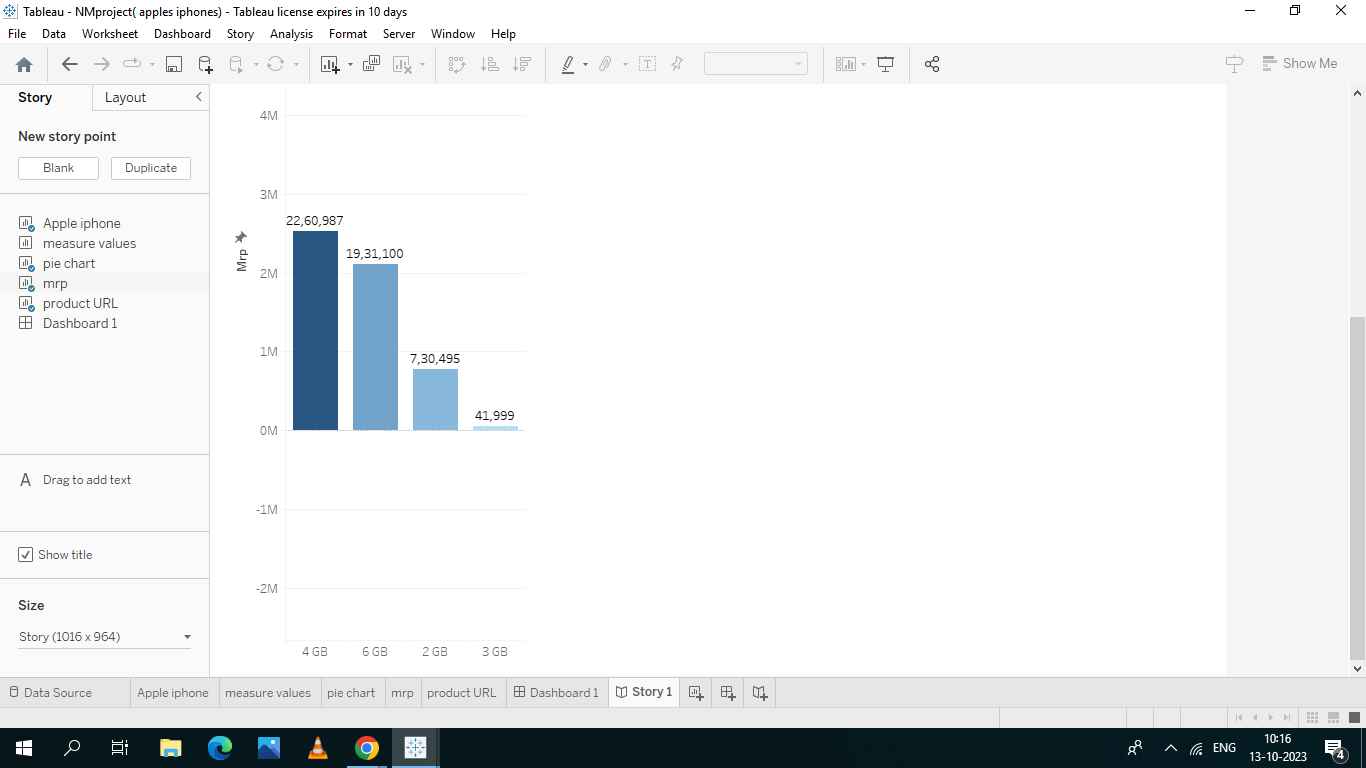 Tableau - NMproject( apples iphones) - Tableau license expires in 10 days
File Data Worksheet Dashboard Story Analysis Format Server Window Help
Show Me
Story Layout
New story point
Blank Duplicate
Apple iphone
measure values
pie chart
mrp
product URL
Dashboard 1
A Drag to add text
Show title
Size
Story (1016 x 964)
4M
3M
22,60,987
19,31,100
Mrp
2M
1M
7,30,495
41,999
0M
-1M
-2M
4 GB 6 GB 2 GB 3 GB
Data Source Apple iphone measure values pie chart mrp product URL Dashboard 1 Story 1
ENG
10:16
13-10-2023
4